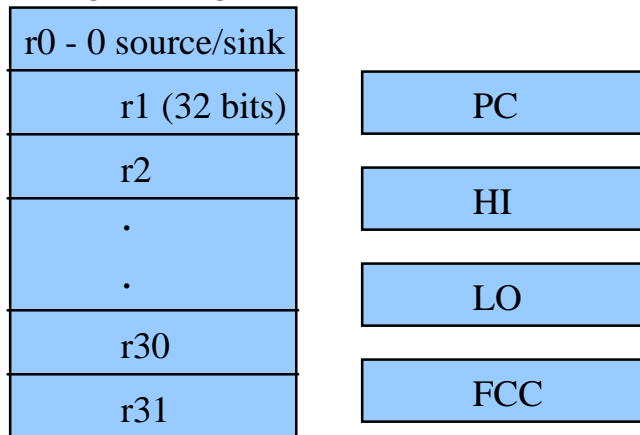 r0 - 0 source/sink
r1 (32 bits)
r2
.
.
r30
r31
PC
HI
LO
FCC